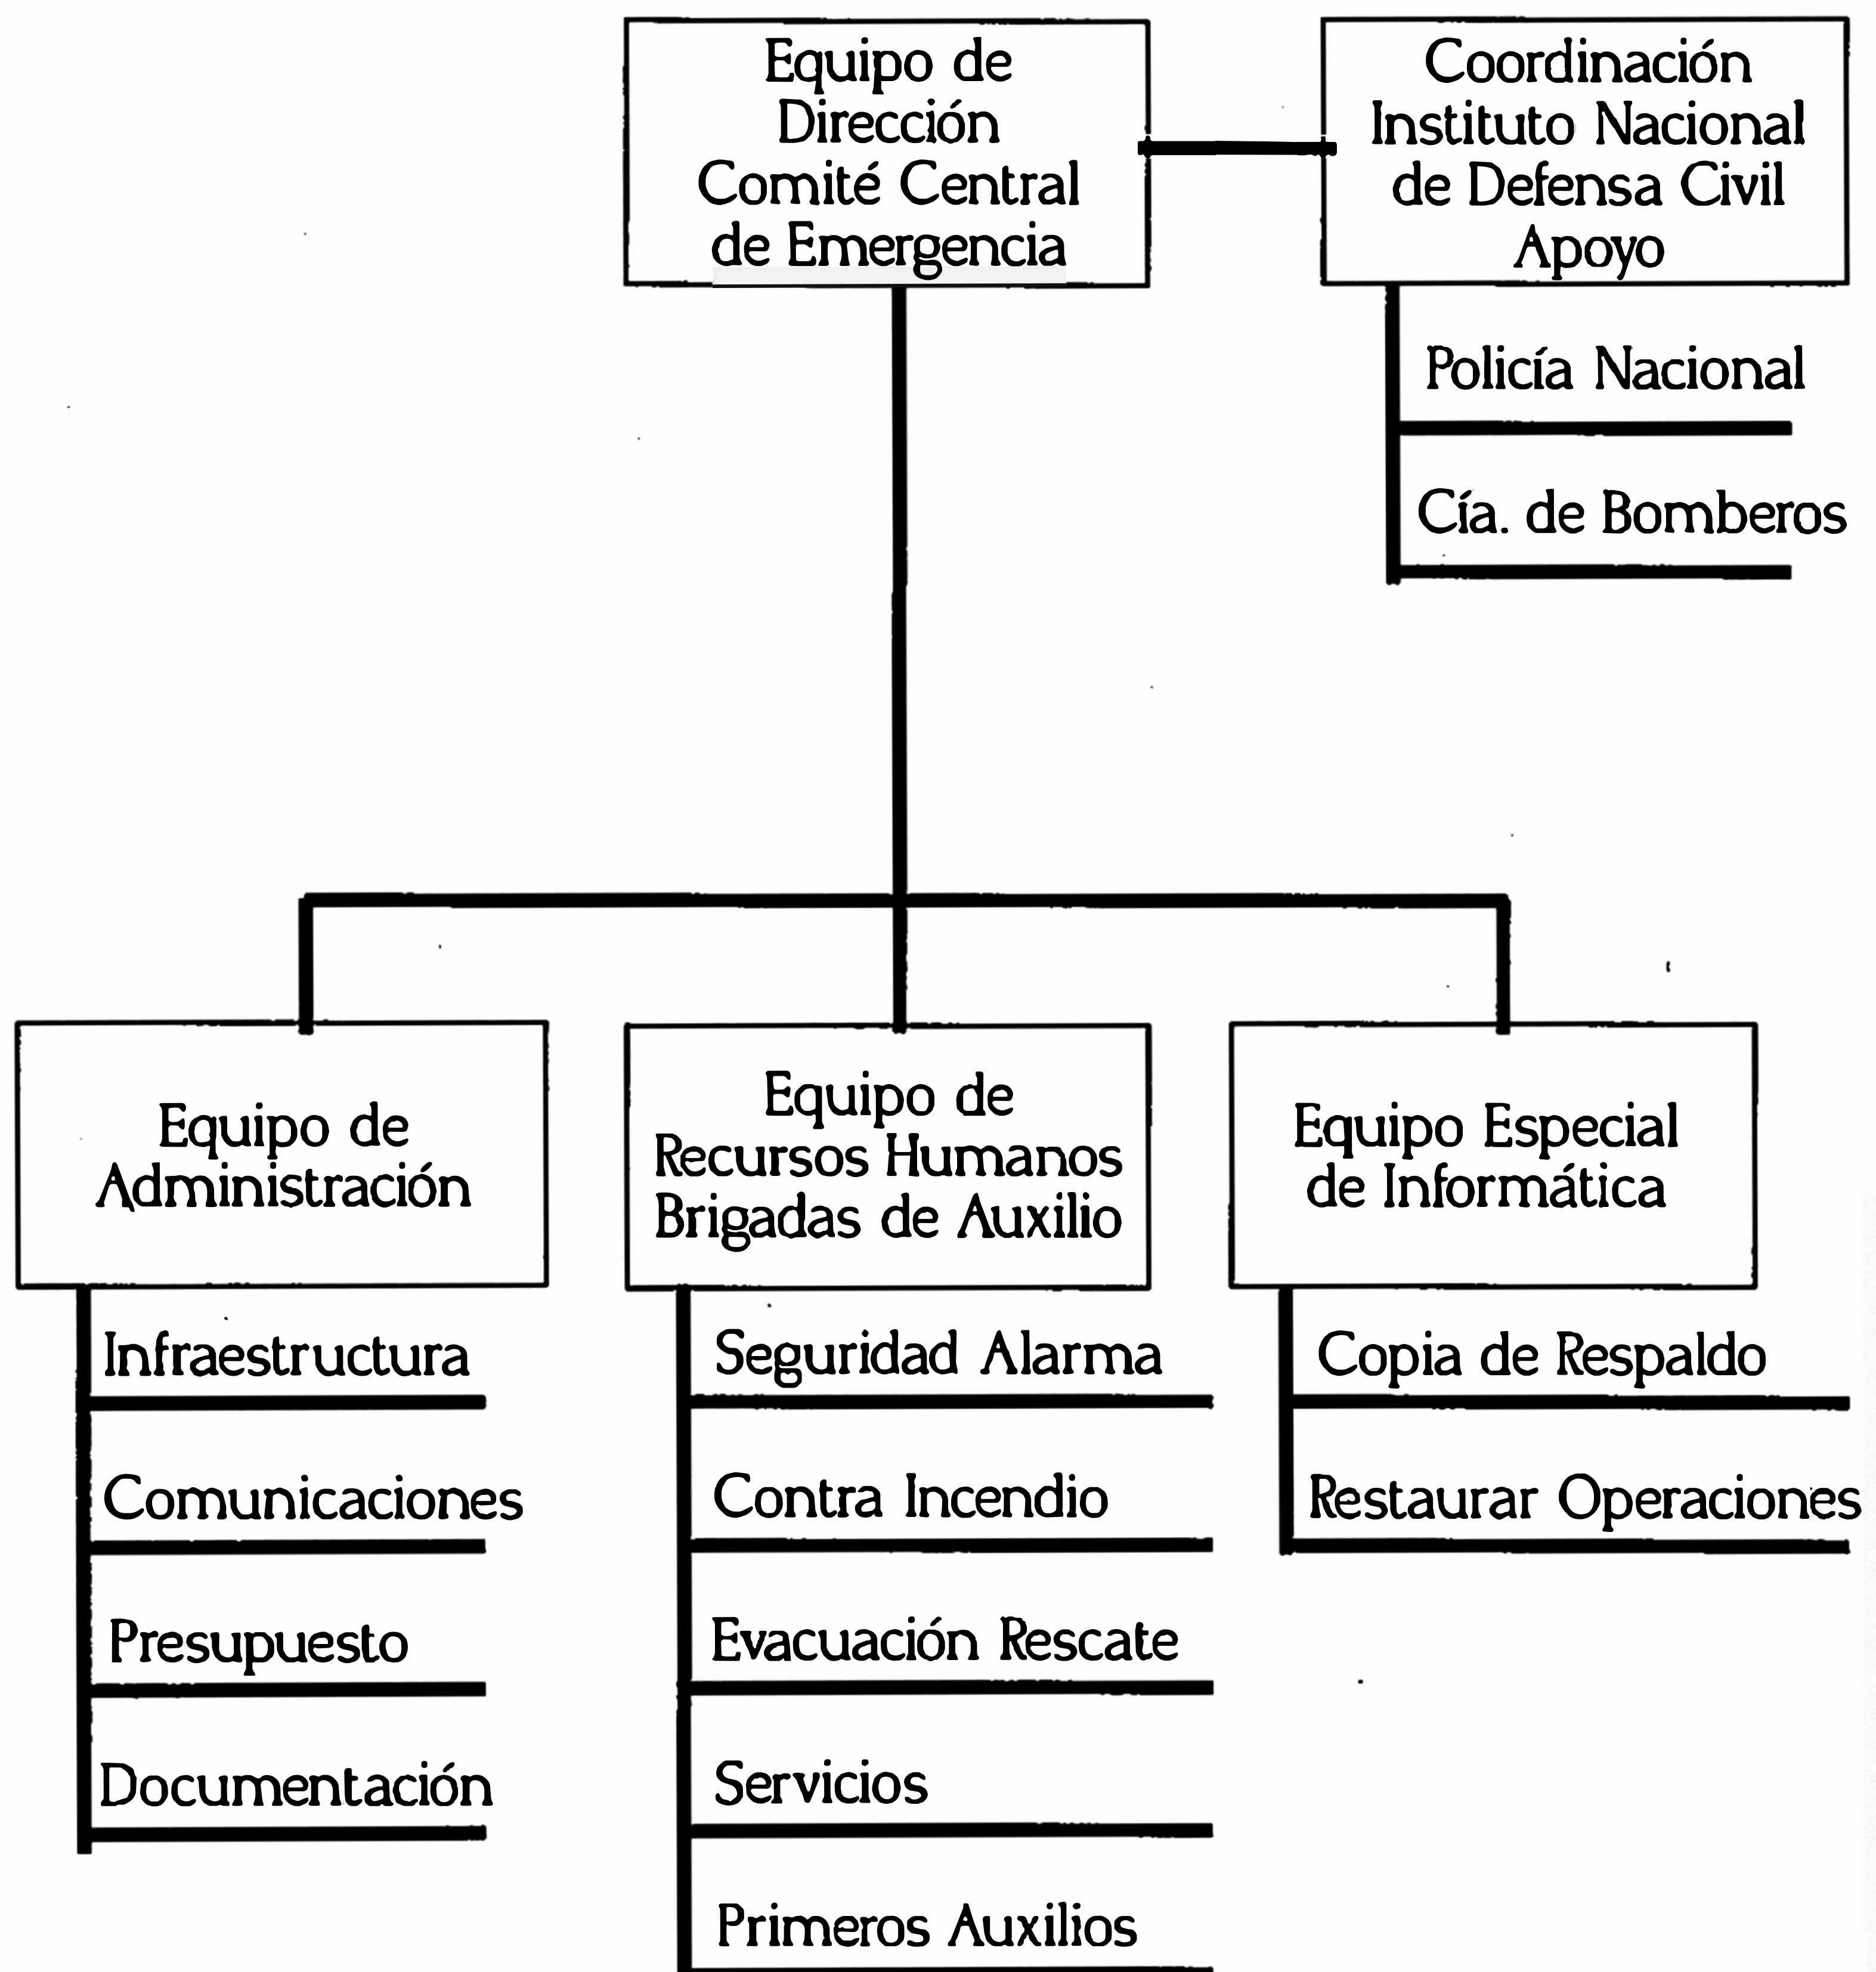 Equipo de
Dirección
Comité Central
de Emergencia
Coordinación
Instituto Nacional
de Defensa Civil
Apoyo
Policía Nacional
Cía. de Bomberos
Equipo de
Administración
Infraestructura
Comunicaciones
Presupuesto
Documentación
Equipo de
Recursos Humanos
Brigadas de Auxilio
Seguridad Alarma
Contra Incendio
Evacuación Rescate
Servicios
Primeros Auxilios
Equipo Especial
de Informática
Copia de Respaldo
Restaurar Operaciones